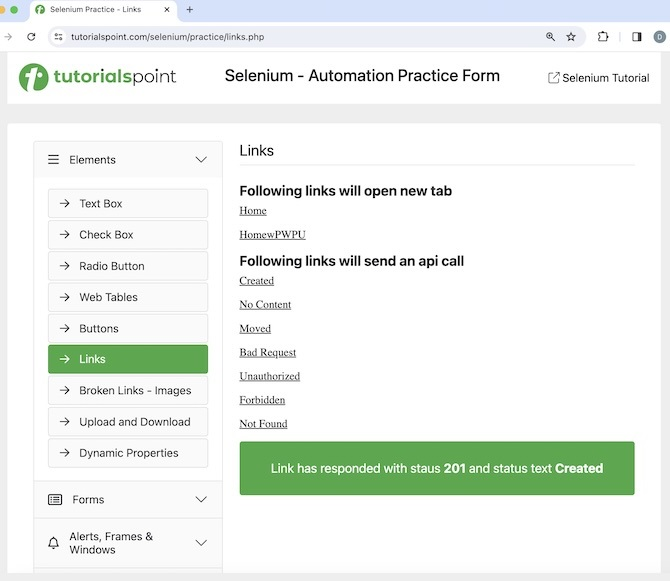 Selenium Practice - Links
tutorialspoint.com/selenium/practice/links.php
D
tutorialspoint
Selenium - Automation Practice Form
Selenium Tutorial
Elements
Text Box
Check Box
Radio Button
Web Tables
Buttons
Links
Broken Links - Images
Upload and Download
Dynamic Properties
Forms
Alerts, Frames &
Windows
Links
Following links will open new tab
Home
HomewPWPU
Following links will send an api call
Created
No Content
Moved
Bad Request
Unauthorized
Forbidden
Not Found
Link has responded with staus 201 and status text Created